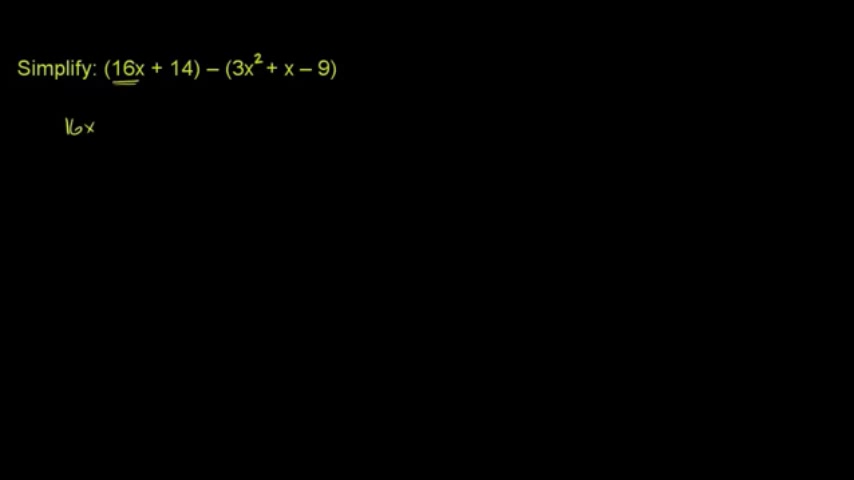 Simplify: (16x + 14) – (3x² + x – 9)
16x